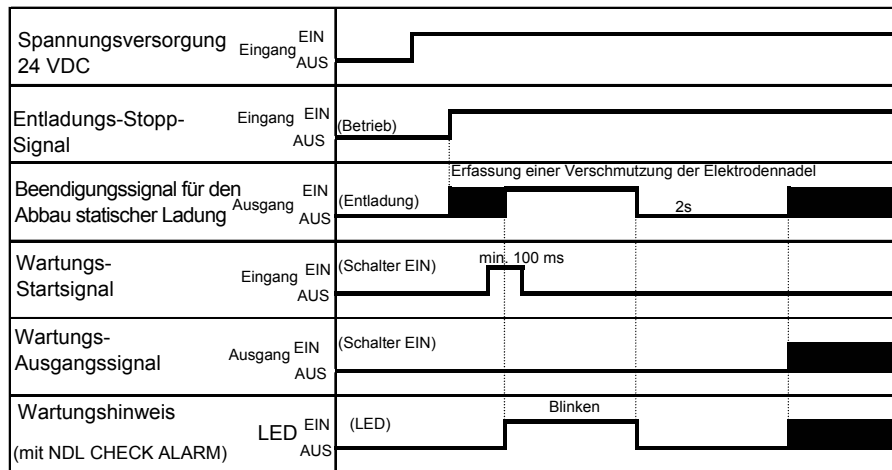 Spannungsversorgung
24 VDC
Eingang
EIN
AUS
Entladungs-Stopp-
Signal
Eingang
EIN
AUS
(Betrieb)
Erfassung einer Verschmutzung der Elektrodennadel
Beendigungssignal für den
Abbau statischer Ladung
Ausgang
EIN
AUS
(Entladung)
2s
Wartungs-
Startsignal
Eingang
EIN
AUS
(Schalter EIN)
min. 100 ms
Wartungs-
Ausgangssignal
Ausgang
EIN
AUS
(Schalter EIN)
Wartungshinweis
(mit NDL CHECK ALARM)
LED
EIN
AUS
(LED)
Blinken